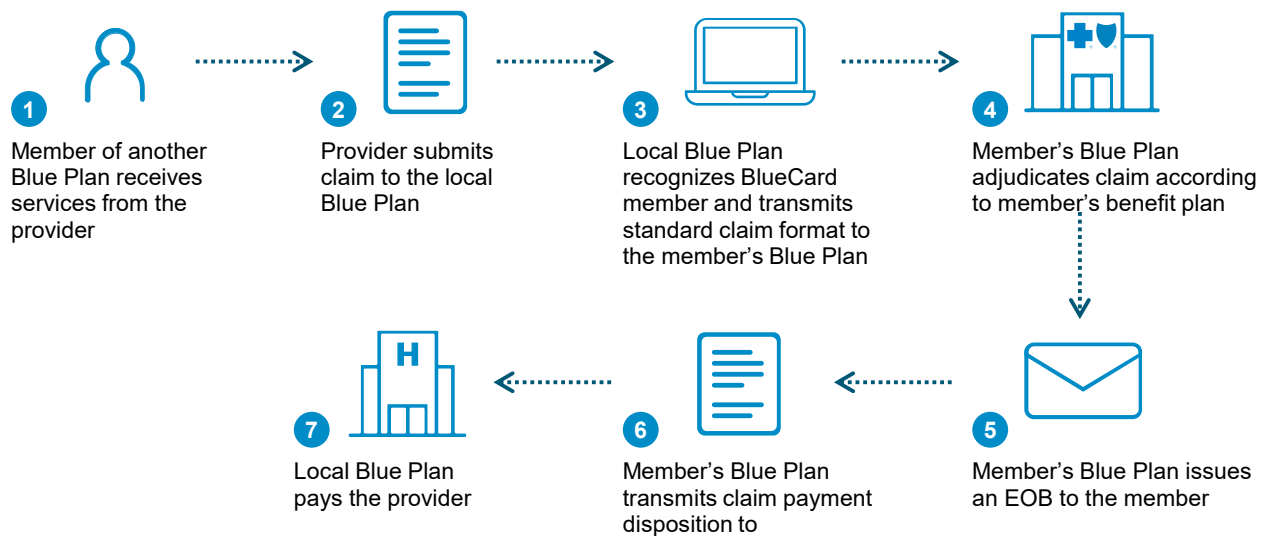 1
Member of another
Blue Plan receives
services from the
provider
2
Provider submits
claim to the local
Blue Plan
3
Local Blue Plan
recognizes BlueCard
member and transmits
standard claim format to
the member's Blue Plan
4
Member's Blue Plan
adjudicates claim according
to member's benefit plan
5
Member's Blue Plan issues
an EOB to the member
6
Member's Blue Plan
transmits claim payment
disposition to
H
7
Local Blue Plan
pays the provider